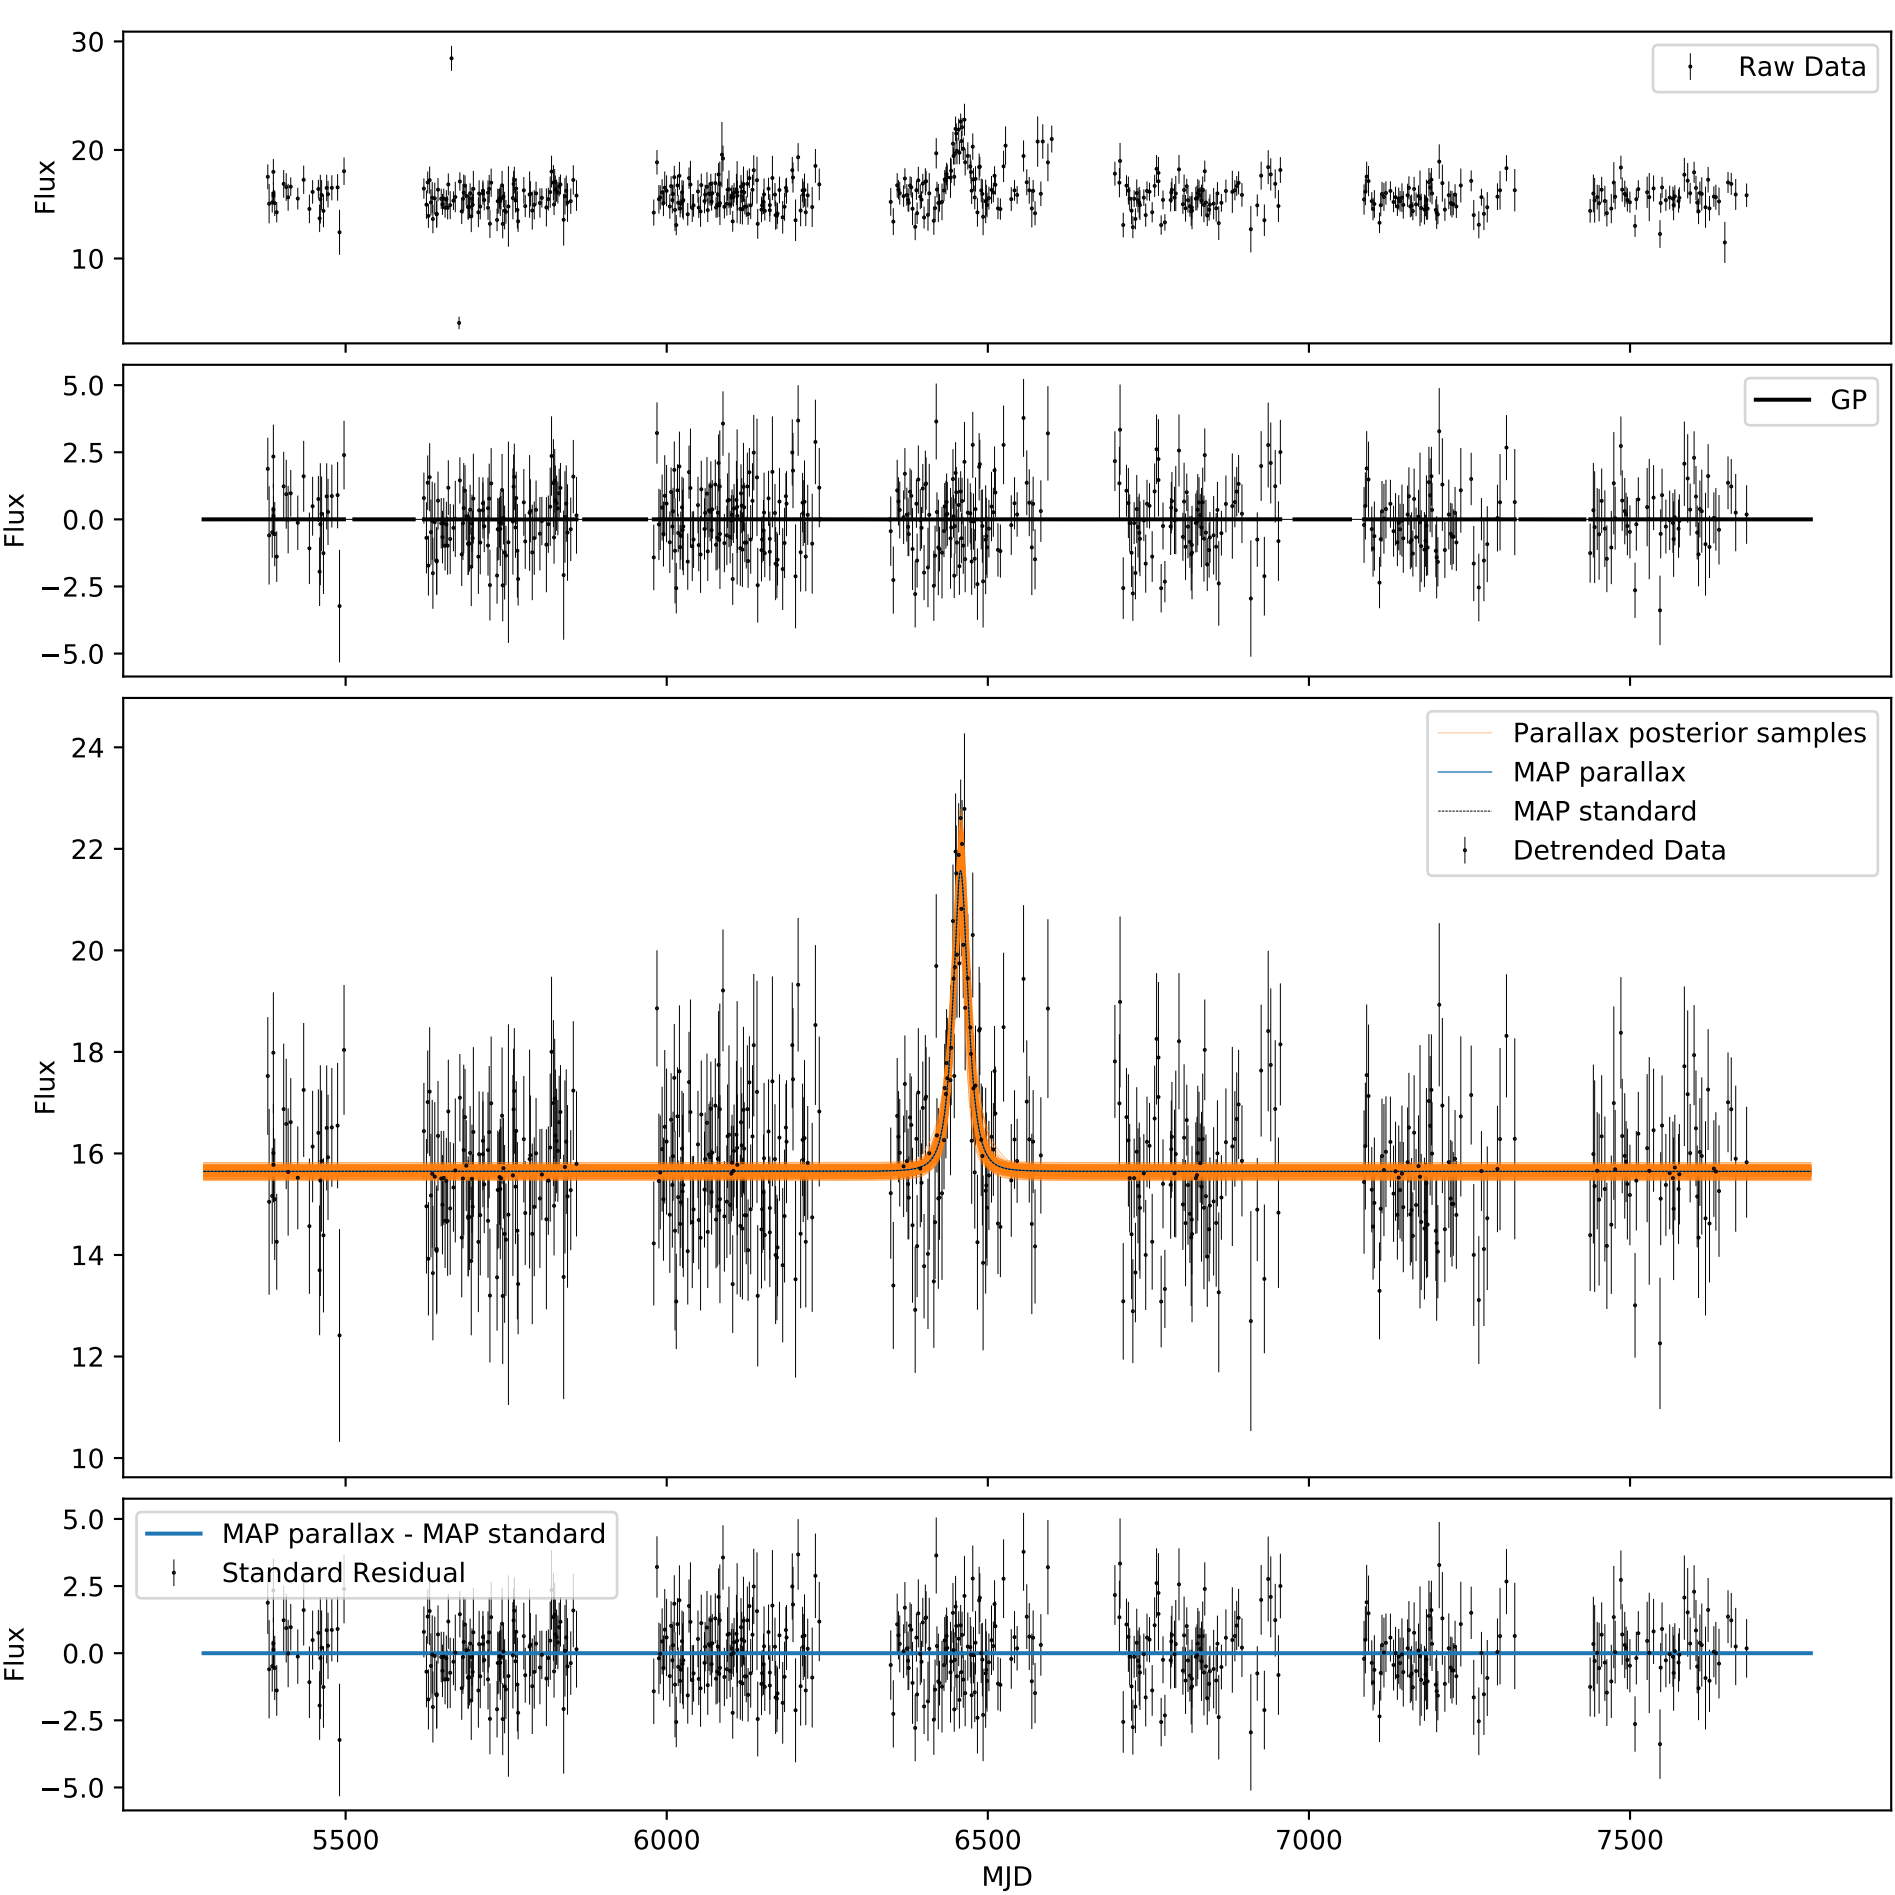 30
20
10
Flux
Raw Data
5.0
2.5
0.0
−2.5
−5.0
Flux
GP
24
22
20
18
16
14
12
10
Flux
Parallax posterior samples
MAP parallax
MAP standard
Detrended Data
5.0
2.5
0.0
−2.5
−5.0
Flux
MAP parallax - MAP standard
Standard Residual
5500
6000
6500
7000
7500
MJD